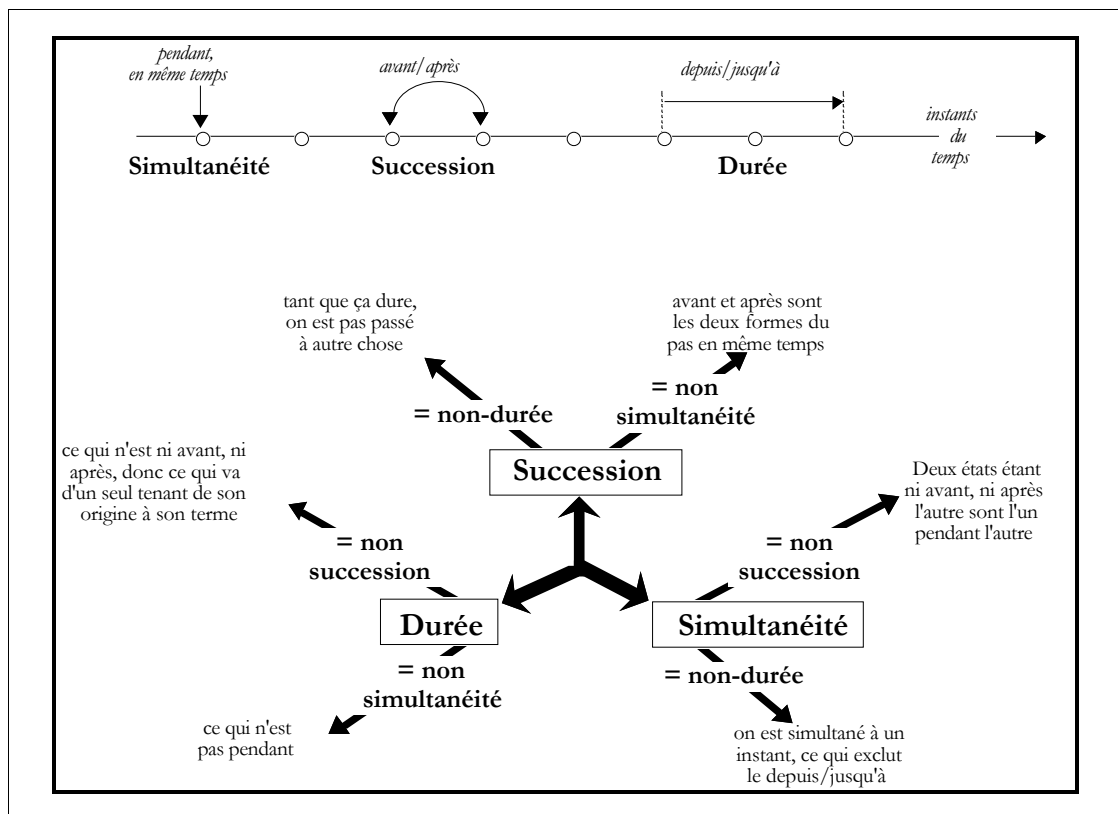 pendant,
en même temps
avant/après
depuis/jusqu'à
instants
du
temps
Simultanéité
Succession
Durée
tant que ça dure,
on est pas passé
à autre chose
avant et après sont
les deux formes du
pas en même temps
= non-durée
= non
simultanéité
Succession
ce qui n'est ni avant, ni
après, donc ce qui va
d'un seul tenant de son
origine à son terme
Deux états étant
ni avant, ni après
l'autre sont l'un
pendant l'autre
= non
succession
= non
succession
Durée
Simultanéité
= non
simultanéité
= non-durée
ce qui n'est
pas pendant
on est simultané à un
instant, ce qui exclut
le depuis/jusqu'à